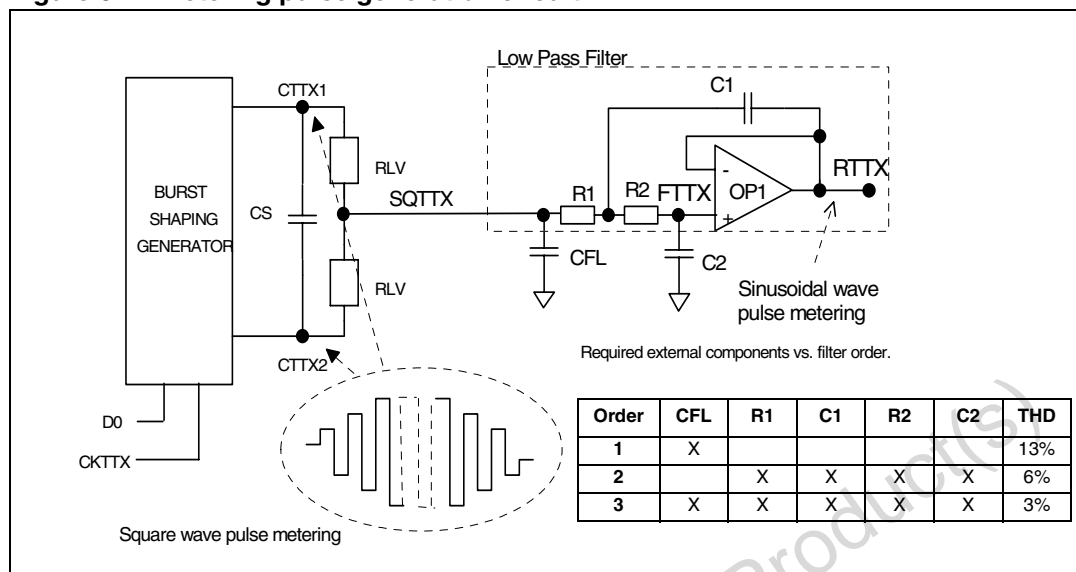 Low Pass Filter
C1
CTTX1
RLV
BURST
SHAPING
GENERATOR
CS
SQTTX
R1
R2
FTTX
-
+
OP1
RTTX
CFL
C2
RLV
Sinusoidal wave
pulse metering
CTTX2
Required external components vs. filter order.
D0
CKTTX
Square wave pulse metering
Order CFL R1 C1 R2 C2 THD
1 X 13%
2 X X X X 6%
3 X X X X X 3%
Product(s)